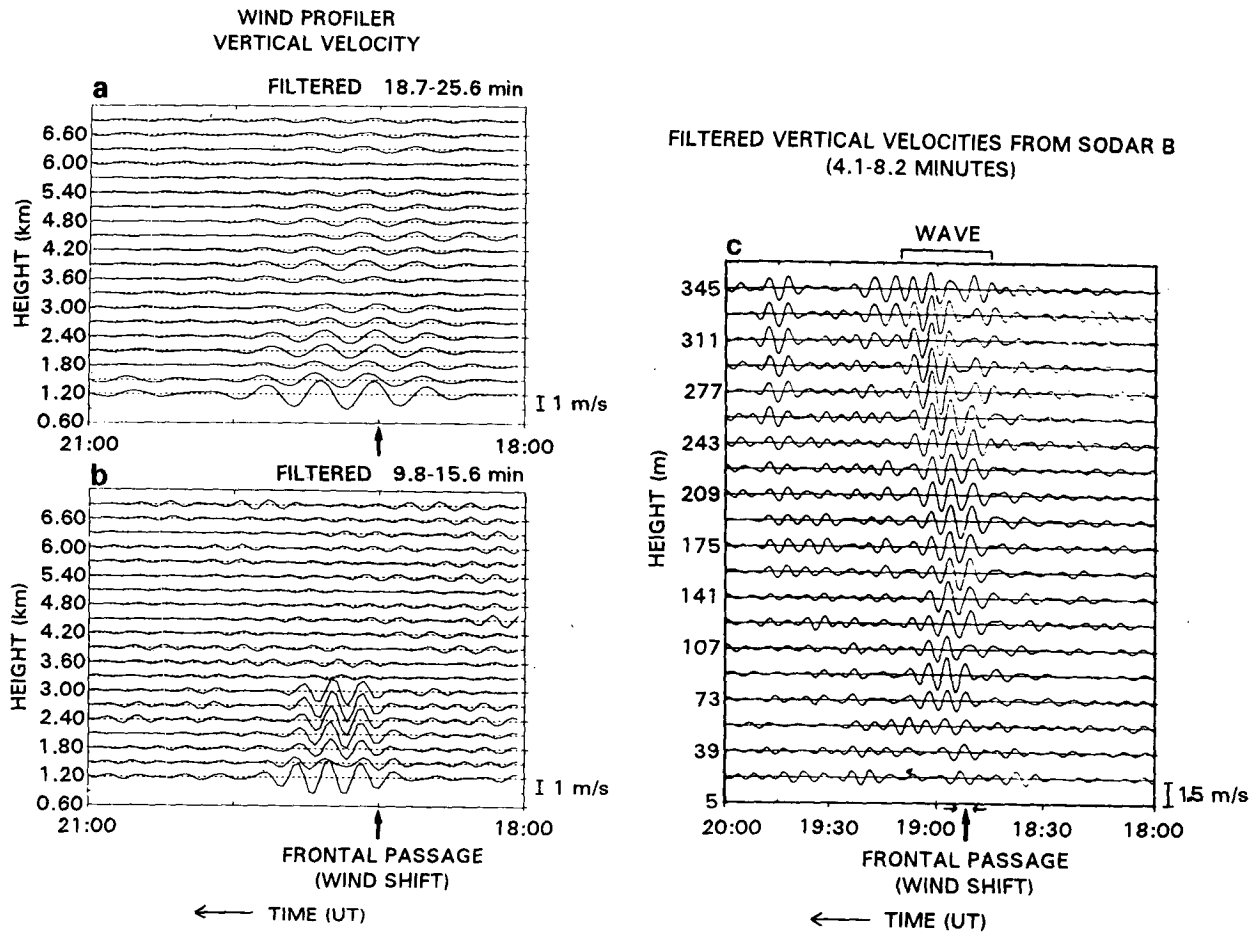 WIND PROFILER
VERTICAL VELOCITY
a
FILTERED 18.7-25.6 min
HEIGHT (km)
6.60
6.00
5.40
4.80
4.20
3.60
3.00
2.40
1.80
1.20
0.60
I 1 m/s
21:00
18:00
b
FILTERED 9.8-15.6 min
HEIGHT (km)
6.60
6.00
5.40
4.80
4.20
3.60
3.00
2.40
1.80
1.20
0.60
I 1 m/s
21:00
18:00
FRONTAL PASSAGE
(WIND SHIFT)
TIME (UT)
FILTERED VERTICAL VELOCITIES FROM SODAR B
(4.1-8.2 MINUTES)
WAVE
c
HEIGHT (m)
345
311
277
243
209
175
141
107
73
39
5
I 1.5 m/s
20:00
19:30
19:00
18:30
18:00
FRONTAL PASSAGE
(WIND SHIFT)
TIME (UT)